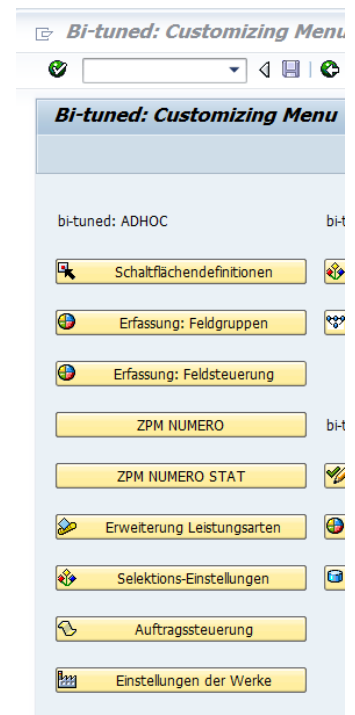 Bi-tuned: Customizing Menu
Bi-tuned: Customizing Menu
bi-tuned: ADHOC
Schaltflächendefinitionen
Erfassung: Feldgruppen
Erfassung: Feldsteuerung
ZPM NUMERO
ZPM NUMERO STAT
Erweiterung Leistungsarten
Selektions-Einstellungen
Auftragssteuerung
Einstellungen der Werke